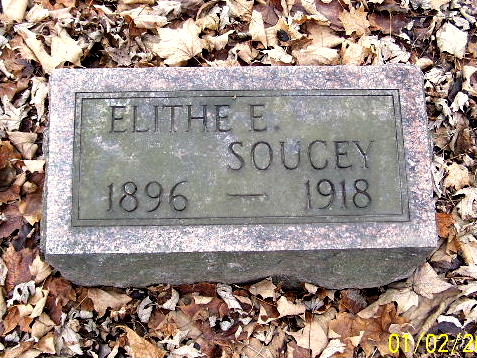 ELITHE E.
SOUCEY
1896 — 1918
01/02/2